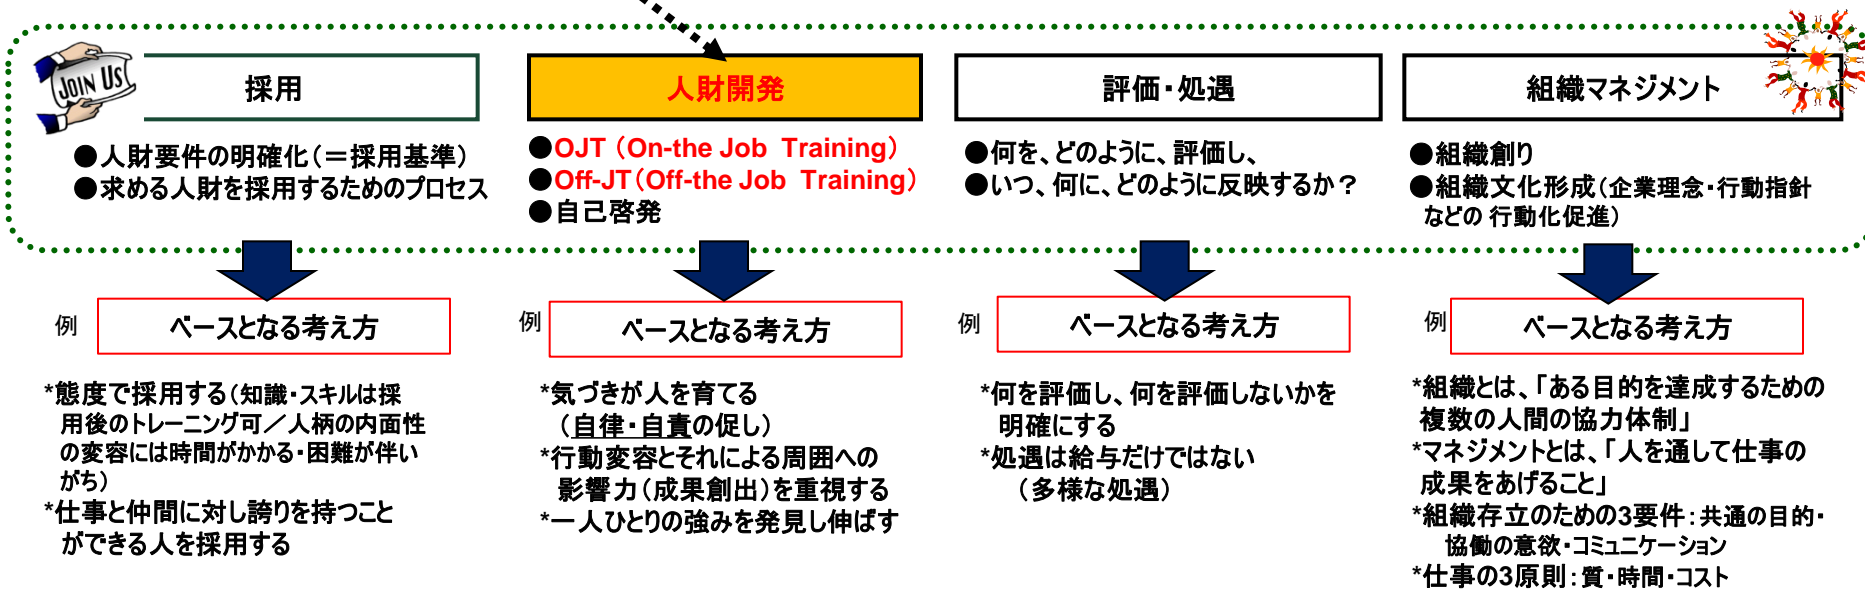 JOIN US
採用
●人財要件の明確化（＝採用基準）
●求める人財を採用するためのプロセス
人財開発
●OJT（On-the Job Training）
●Off-JT（Off-the Job Training）
●自己啓発
評価・処遇
●何を、どのように、評価し、
●いつ、何に、どのように反映するか？
組織マネジメント
●組織創り
●組織文化形成（企業理念・行動指針
などの 行動化促進）
例
ベースとなる考え方
*態度で採用する（知識・スキルは採
用後のトレーニング可／人柄の内面性
の変容には時間がかかる・困難が伴い
がち）
*仕事と仲間に対し誇りを持つこと
ができる人を採用する
例
ベースとなる考え方
*気づきが人を育てる
（自律・自責の促し）
*行動変容とそれによる周囲への
影響力（成果創出）を重視する
*一人ひとりの強みを発見し伸ばす
例
ベースとなる考え方
*何を評価し、何を評価しないかを
明確にする
*処遇は給与だけではない
（多様な処遇）
例
ベースとなる考え方
*組織とは、「ある目的を達成するための
複数の人間の協力体制」
*マネジメントとは、「人を通して仕事の
成果をあげること」
*組織存立のための3要件：共通の目的・
協働の意欲・コミュニケーション
*仕事の3原則：質・時間・コスト